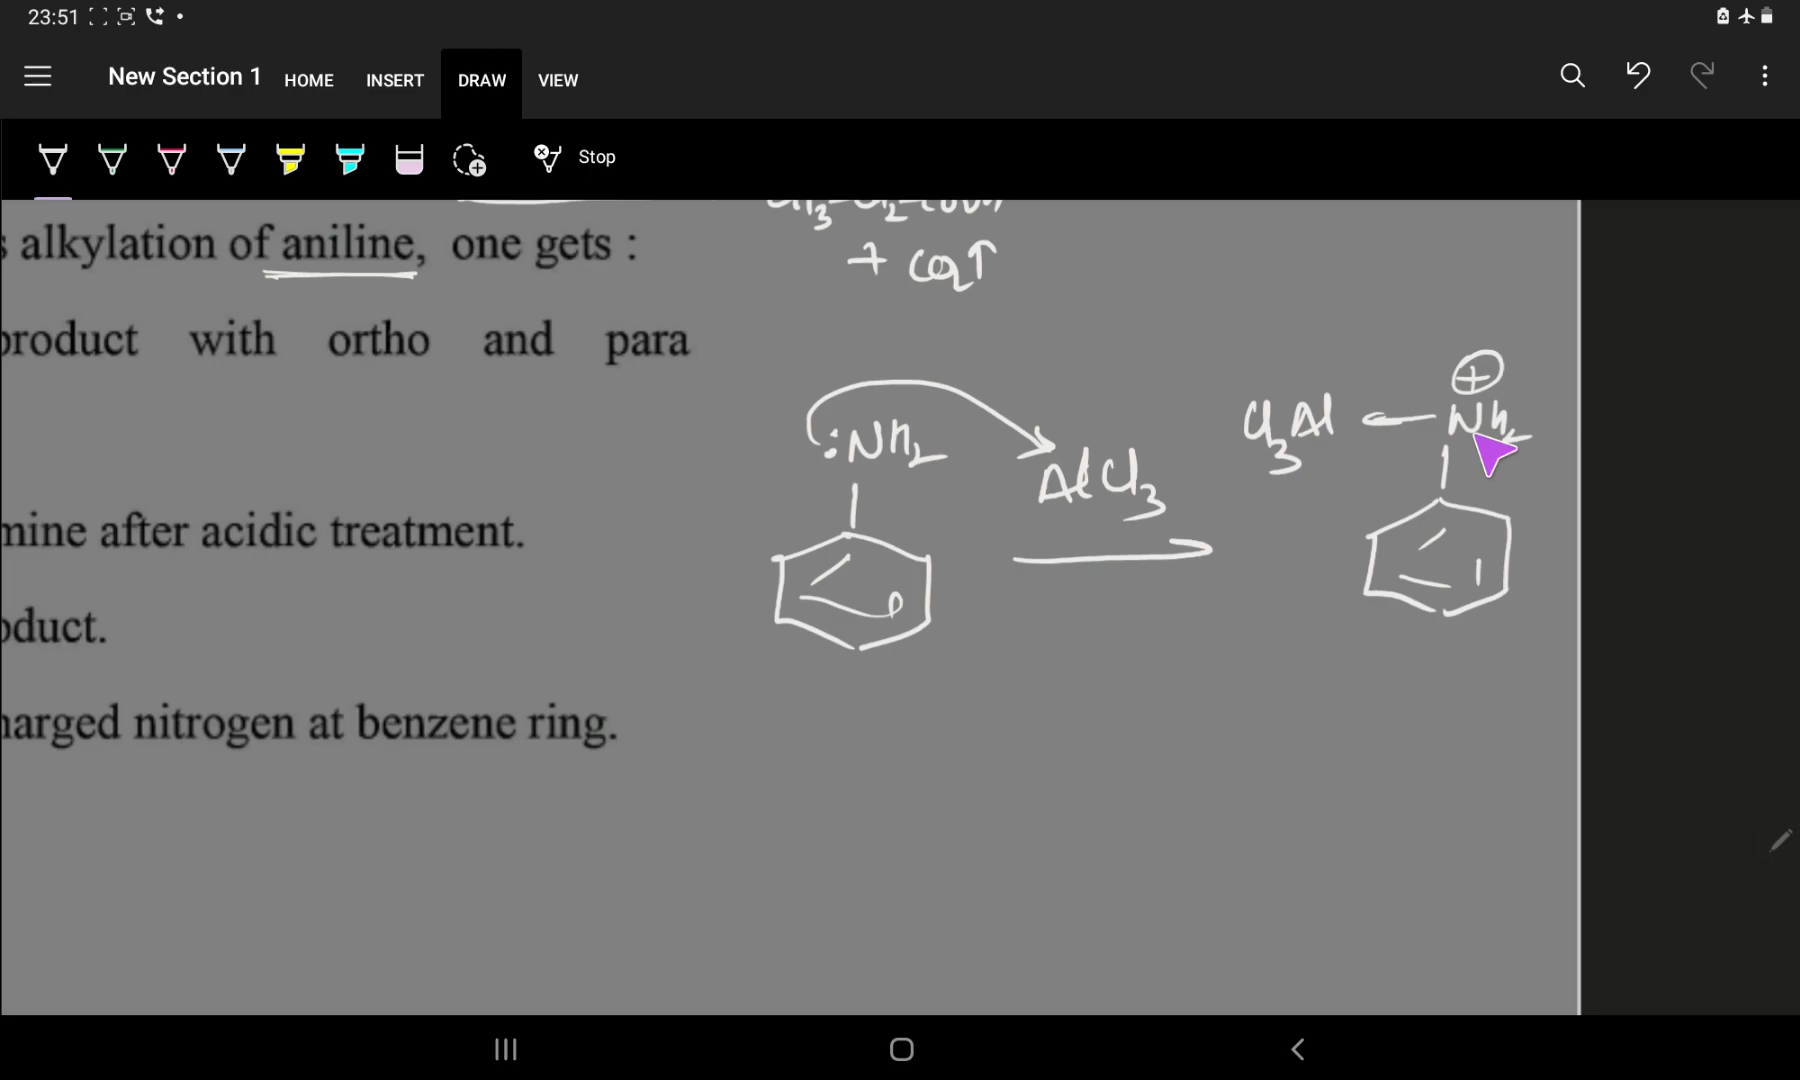 23:51
New Section 1 HOME INSERT DRAW VIEW
Stop
s alkylation of aniline, one gets :
+ CO2↑
product with ortho and para
:NH2
AlCl3
⊕
Cl3Al — NH2
mine after acidic treatment.
oduct.
harged nitrogen at benzene ring.